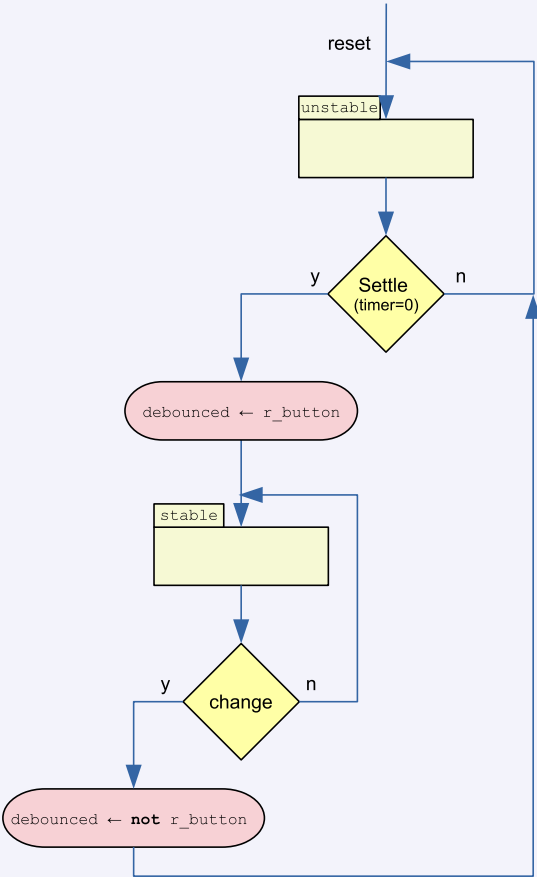 reset
unstable
y
Settle
n
(timer=0)
debounced ← r_button
stable
y
n
change
debounced ← not r_button